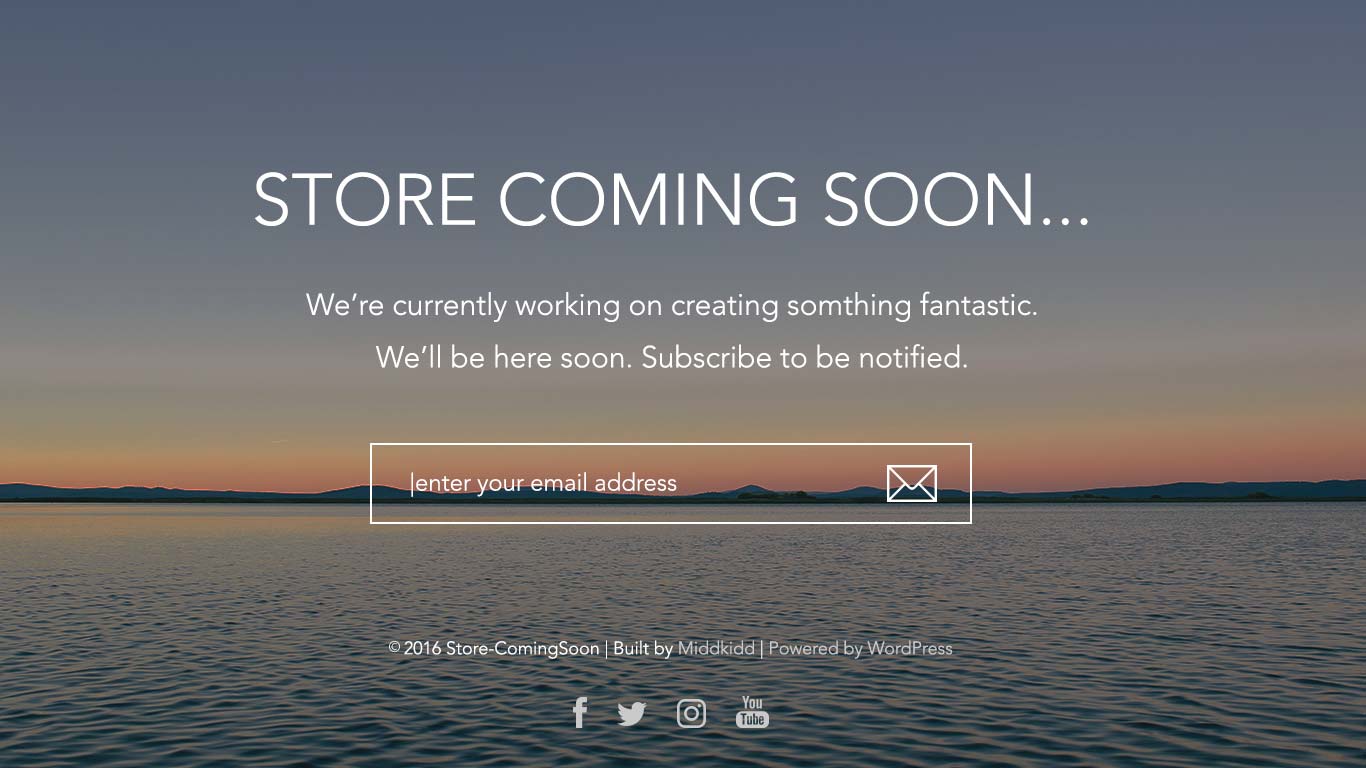 STORE COMING SOON...
We’re currently working on creating somthing fantastic.
We’ll be here soon. Subscribe to be notified.
|enter your email address
© 2016 Store-ComingSoon | Built by Middkidd | Powered by WordPress
You
Tube